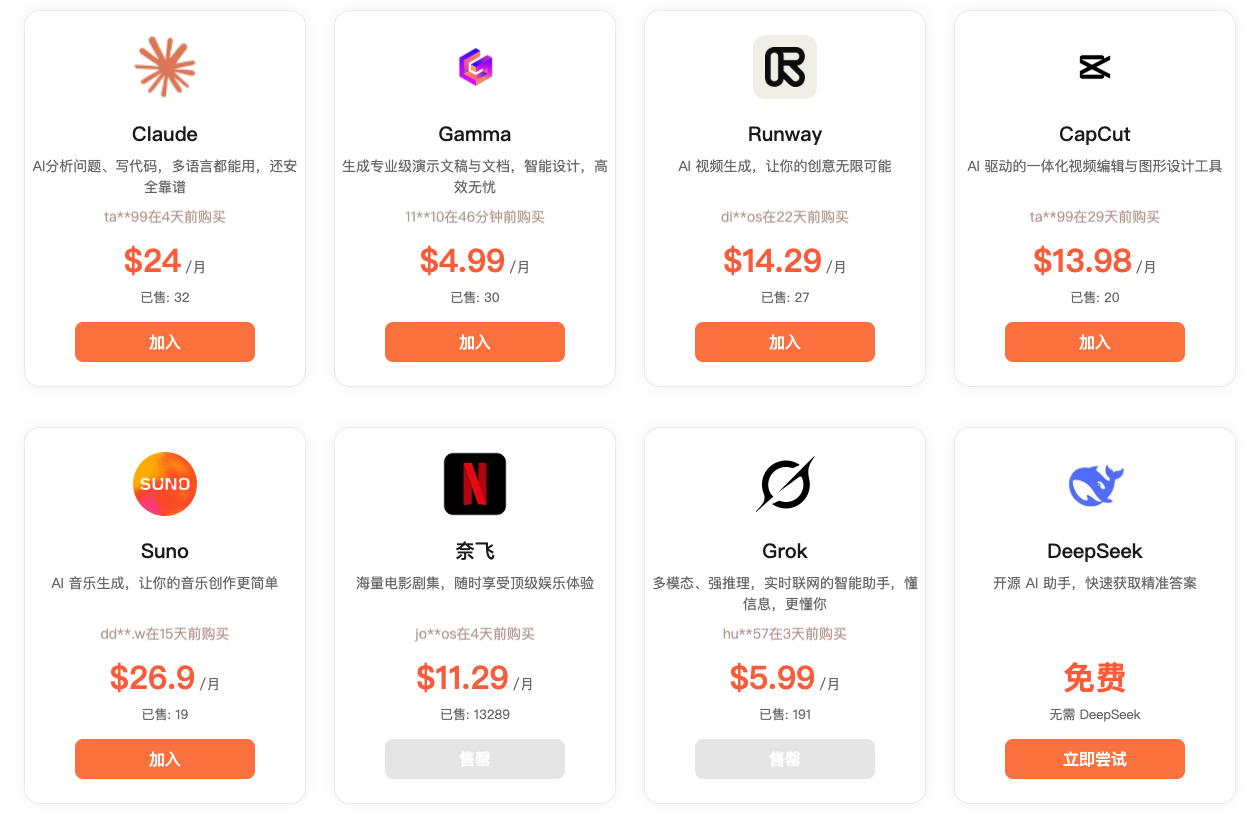 Claude
AI分析问题、写代码，多语言都能用，还安
全靠谱
ta**99在4天前购买
$24 /月
已售: 32
加入
Gamma
生成专业级演示文稿与文档，智能设计，高
效无忧
11**10在46分钟前购买
$4.99 /月
已售: 30
加入
Runway
AI 视频生成，让你的创意无限可能
di**os在22天前购买
$14.29 /月
已售: 27
加入
CapCut
AI 驱动的一体化视频编辑与图形设计工具
ta**99在29天前购买
$13.98 /月
已售: 20
加入
SUNO
Suno
AI 音乐生成，让你的音乐创作更简单
dd**.w在15天前购买
$26.9 /月
已售: 19
加入
N
奈飞
海量电影剧集，随时享受顶级娱乐体验
jo**os在4天前购买
$11.29 /月
已售: 13289
售罄
Grok
多模态、强推理，实时联网的智能助手，懂
信息，更懂你
hu**57在3天前购买
$5.99 /月
已售: 191
售罄
DeepSeek
开源 AI 助手，快速获取精准答案
免费
无需 DeepSeek
立即尝试